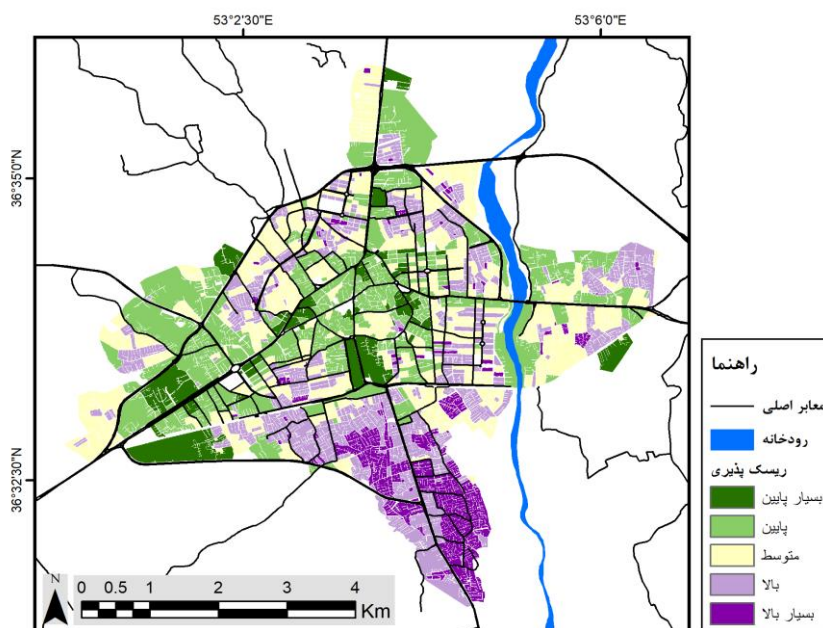 53°2'30"E
53°6'0"E
36°35'0"N
36°32'30"N
N
0 0.5 1 2 3 4
Km
راهنما
معابر اصلی
رودخانه
ریسک پذیری
بسیار پایین
پایین
متوسط
بالا
بسیار بالا